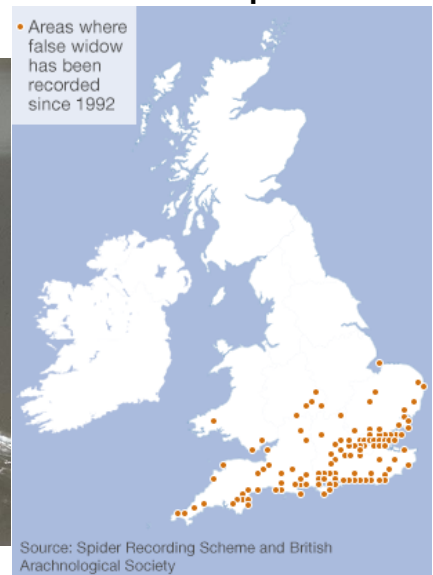 Areas where
false widow
has been
recorded
since 1992
Source: Spider Recording Scheme and British
Arachnological Society